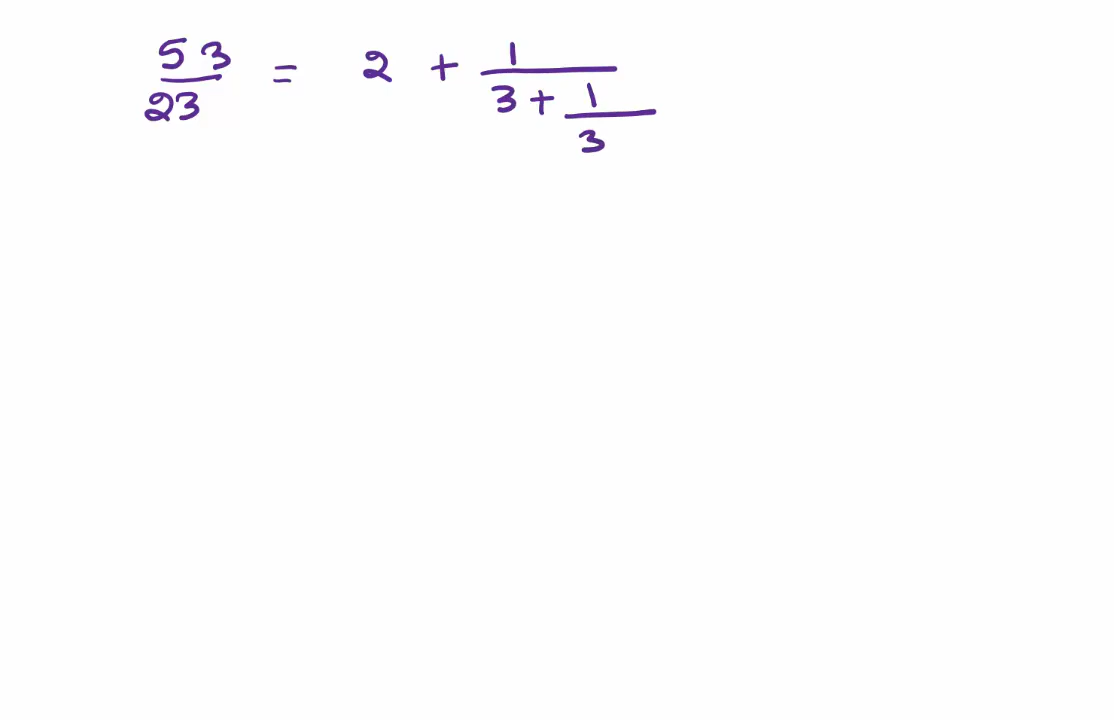 53/23 = 2 + 1/(3 + 1/3)